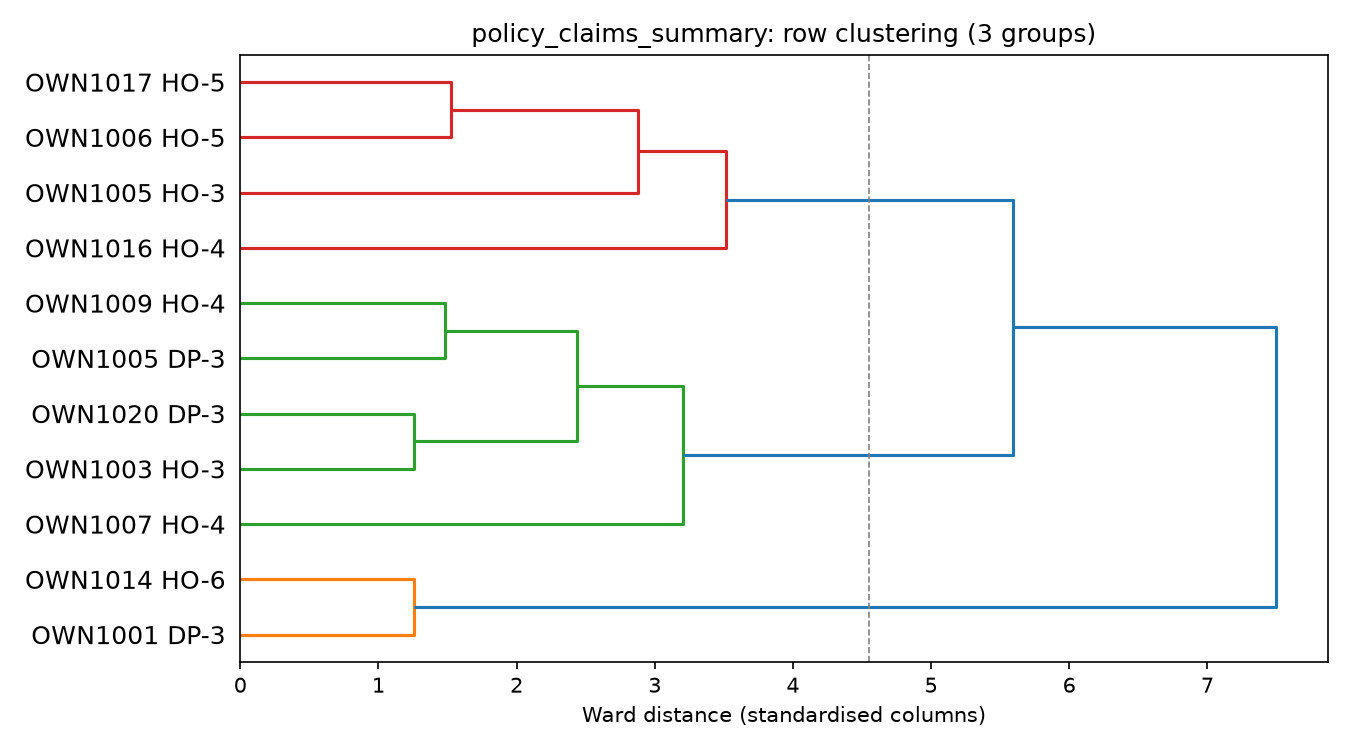 policy_claims_summary: row clustering (3 groups)
OWN1017 HO-5
OWN1006 HO-5
OWN1005 HO-3
OWN1016 HO-4
OWN1009 HO-4
OWN1005 DP-3
OWN1020 DP-3
OWN1003 HO-3
OWN1007 HO-4
OWN1014 HO-6
OWN1001 DP-3
0 1 2 3 4 5 6 7
Ward distance (standardised columns)